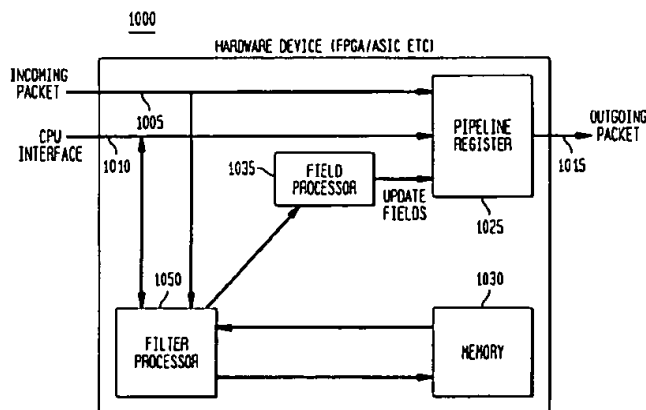 1000
HARDWARE DEVICE (FPGA/ASIC ETC)
INCOMING
PACKET
1005
CPU
INTERFACE
1010
PIPELINE
REGISTER
OUTGOING
PACKET
1015
1035
FIELD
PROCESSOR
UPDATE
FIELDS
1025
1050
FILTER
PROCESSOR
1030
MEMORY